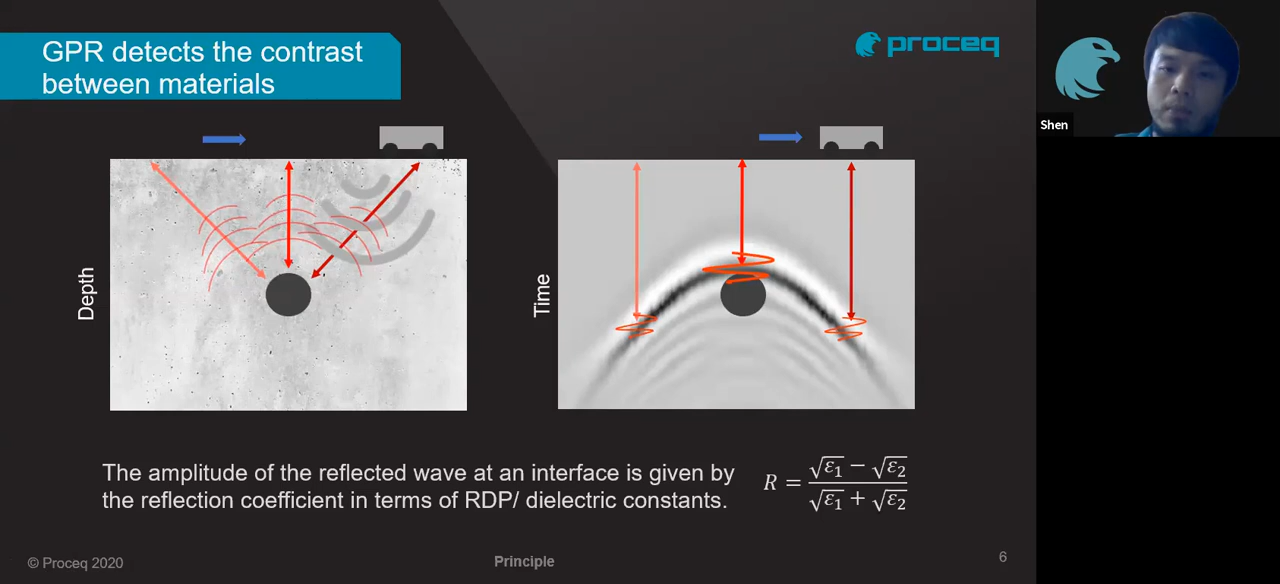 GPR detects the contrast
between materials
proceq
Shen
Depth
Time
The amplitude of the reflected wave at an interface is given by
the reflection coefficient in terms of RDP/ dielectric constants.
R = (√ε₁ − √ε₂) / (√ε₁ + √ε₂)
© Proceq 2020
Principle
6